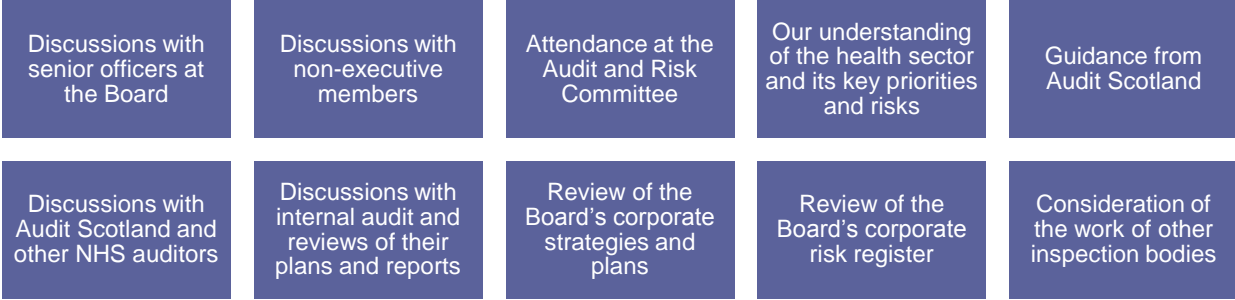 Discussions with
senior officers at
the Board
Discussions with
non-executive
members
Attendance at the
Audit and Risk
Committee
Our understanding
of the health sector
and its key priorities
and risks
Guidance from
Audit Scotland
Discussions with
Audit Scotland and
other NHS auditors
Discussions with
internal audit and
reviews of their
plans and reports
Review of the
Board's corporate
strategies and
plans
Review of the
Board's corporate
risk register
Consideration of
the work of other
inspection bodies